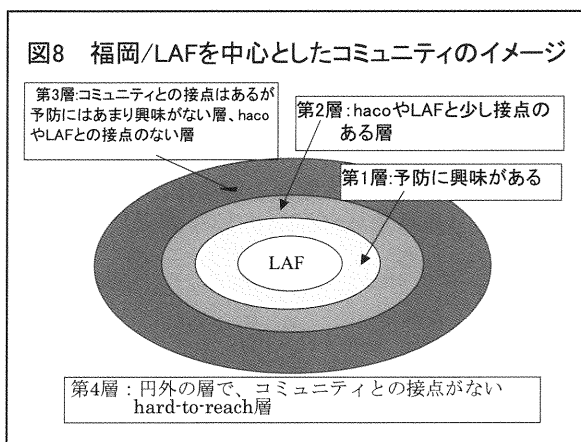 図8 福岡/LAFを中心としたコミュニティのイメージ
第3層:コミュニティとの接点はあるが
予防にはあまり興味がない層、haco
やLAFとの接点のない層
第2層:hacoやLAFと少し接点の
ある層
第1層:予防に興味がある
LAF
第4層：円外の層で、コミュニティとの接点がない
hard-to-reach層